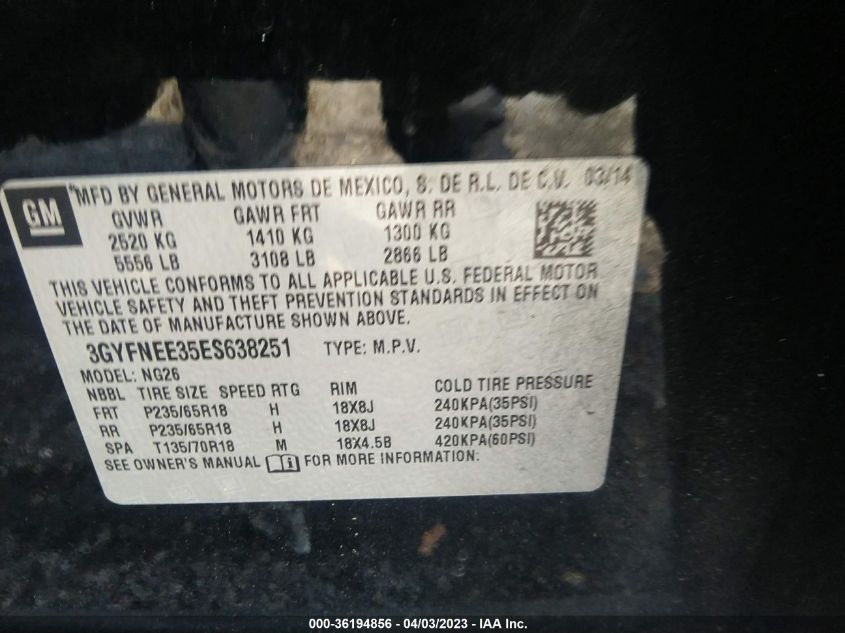 GM
*MFD BY GENERAL MOTORS DE MEXICO, S. DE R.L. DE C.V. 03/14
GVWR GAWR FRT GAWR RR
2520 KG 1410 KG 1300 KG
5556 LB 3108 LB 2866 LB
THIS VEHICLE CONFORMS TO ALL APPLICABLE U.S. FEDERAL MOTOR
VEHICLE SAFETY AND THEFT PREVENTION STANDARDS IN EFFECT ON
THE DATE OF MANUFACTURE SHOWN ABOVE.
3GYFNEE35ES638251 TYPE: M.P.V.
MODEL: NG26
NBBL TIRE SIZE SPEED RTG RIM COLD TIRE PRESSURE
FRT P235/65R18 H 18X8J 240KPA(35PSI)
RR P235/65R18 H 18X8J 240KPA(35PSI)
SPA T135/70R18 M 18X4.5B 420KPA(60PSI)
SEE OWNER'S MANUAL FOR MORE INFORMATION:
000-36194856 - 04/03/2023 - IAA Inc.